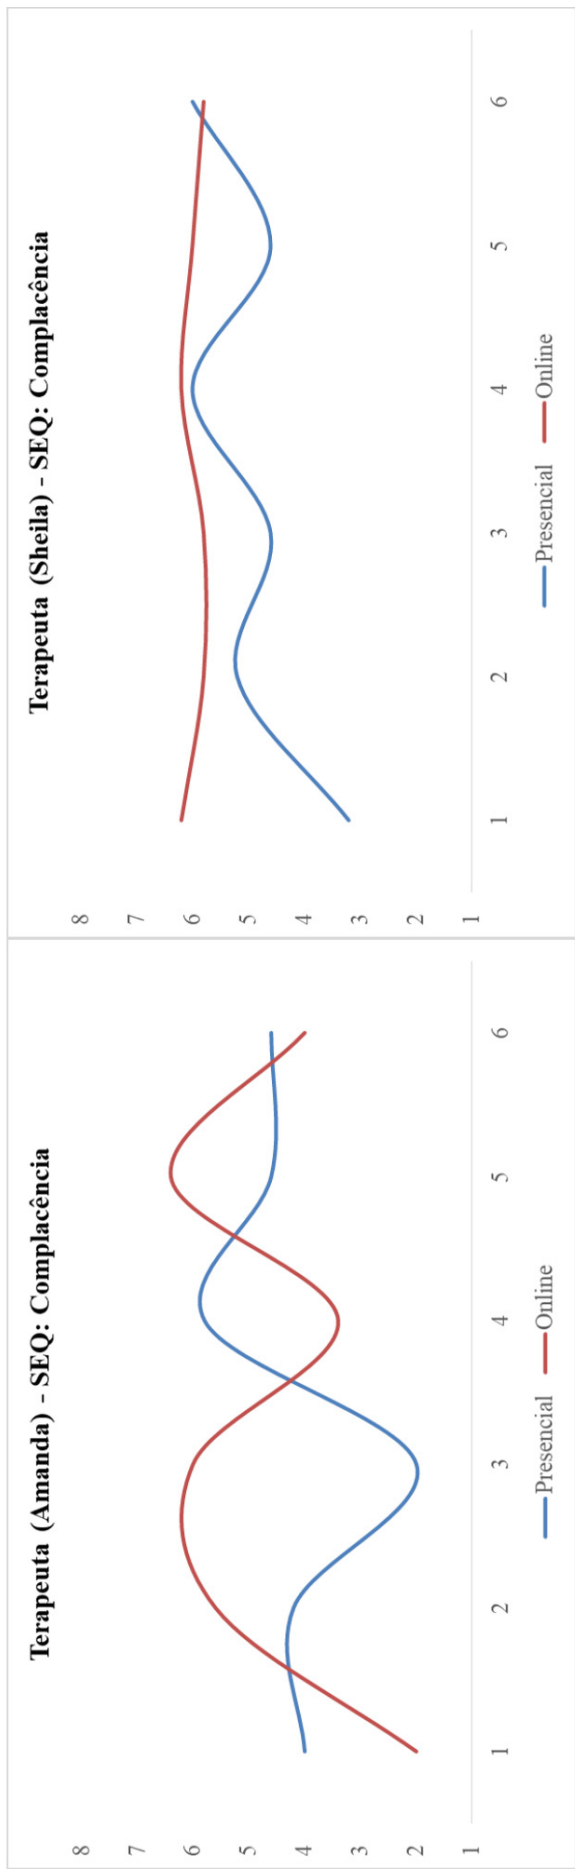 Terapeuta (Amanda) - SEQ: Complacência
8
7
6
5
4
3
2
1
1 2 3 4 5 6
Presencial Online
Terapeuta (Sheila) - SEQ: Complacência
8
7
6
5
4
3
2
1
1 2 3 4 5 6
Presencial Online